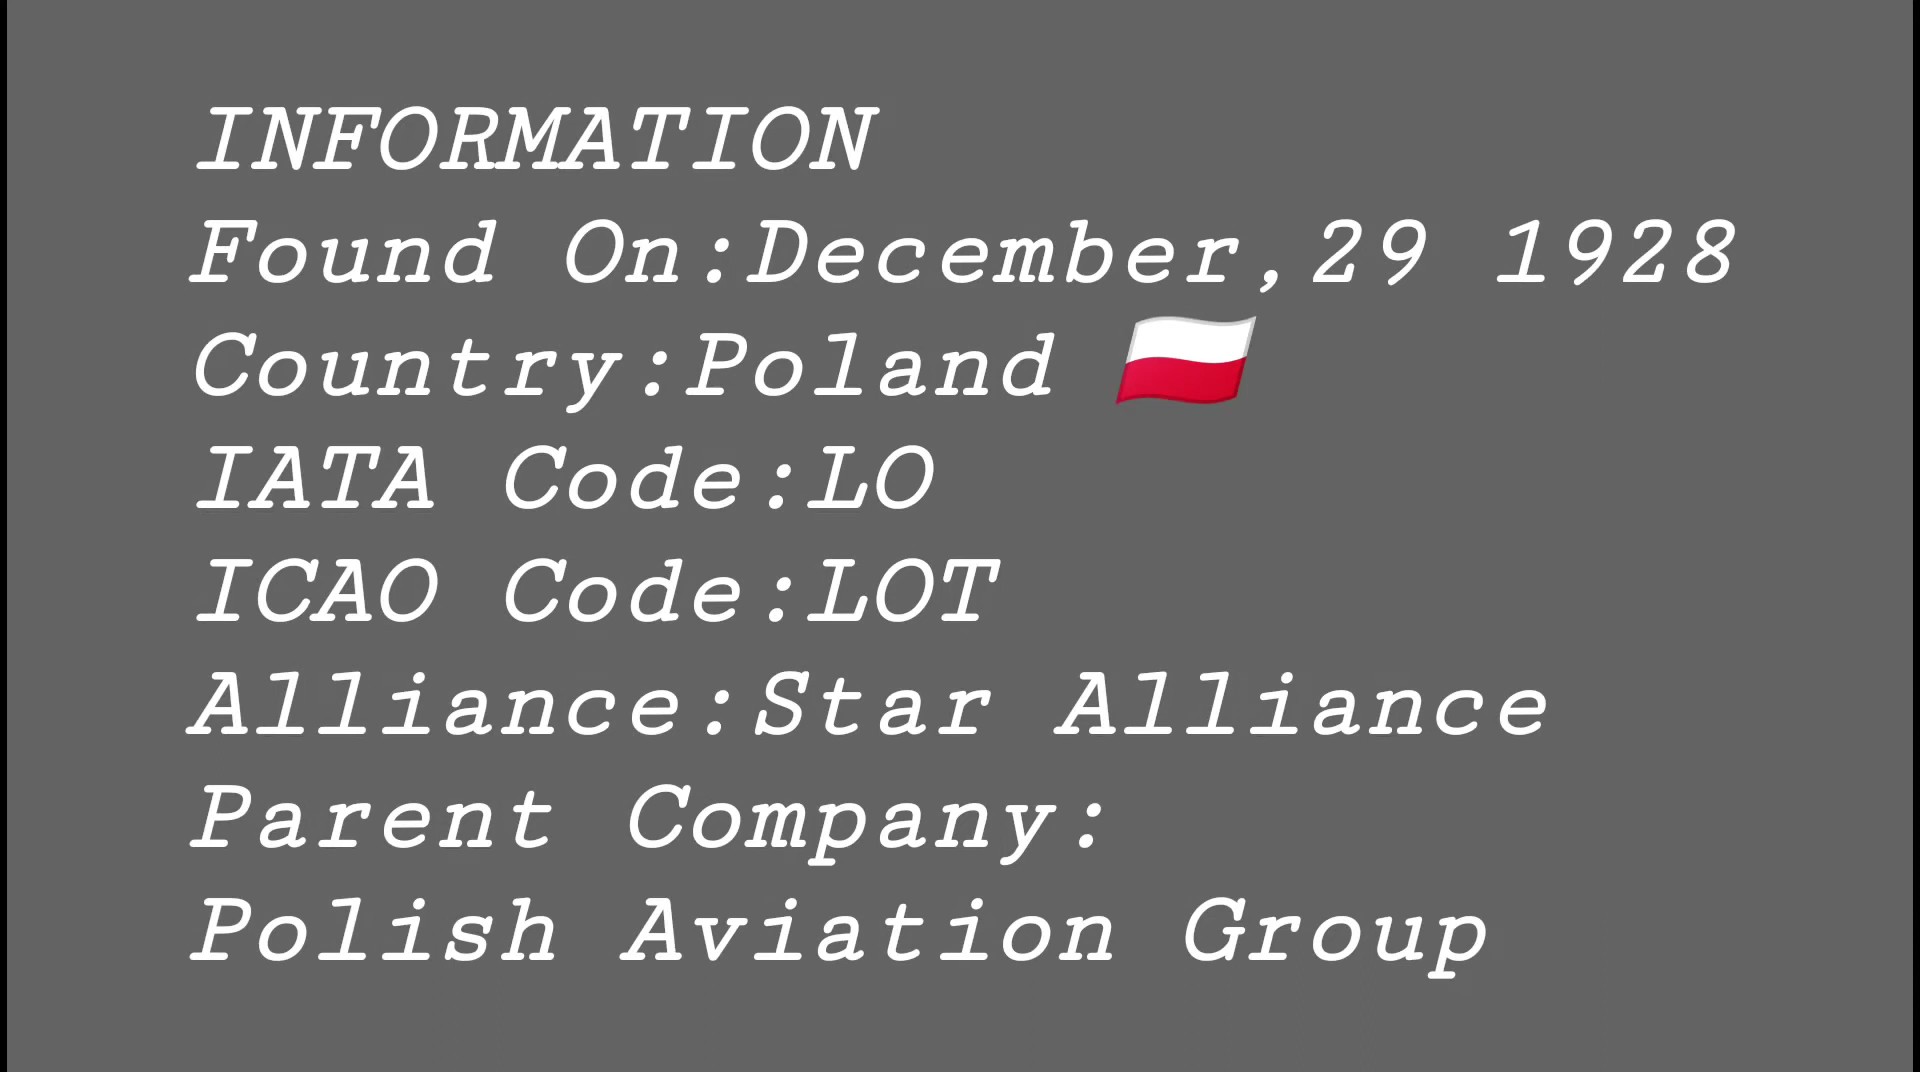 INFORMATION
Found On:December,29 1928
Country:Poland 🇵🇱
IATA Code:LO
ICAO Code:LOT
Alliance:Star Alliance
Parent Company:
Polish Aviation Group